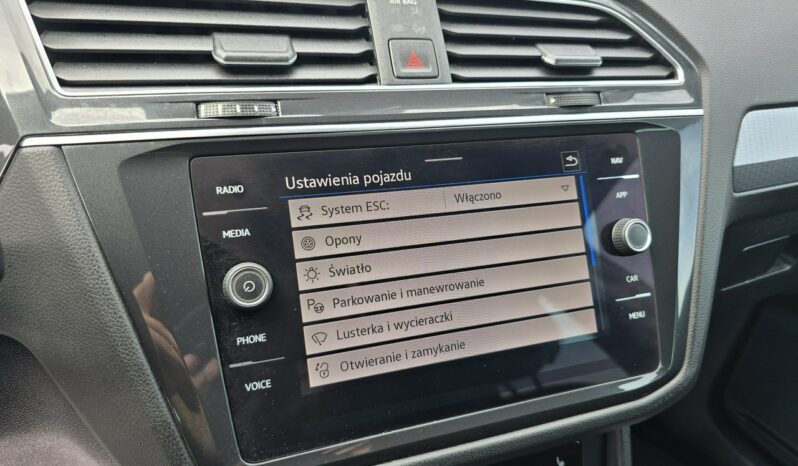 AIR BAG
RADIO
MEDIA
PHONE
VOICE
Ustawienia pojazdu
System ESC: Włączono
Opony
Światło
Parkowanie i manewrowanie
Lusterka i wycieraczki
Otwieranie i zamykanie
NAV
APP
CAR
MENU